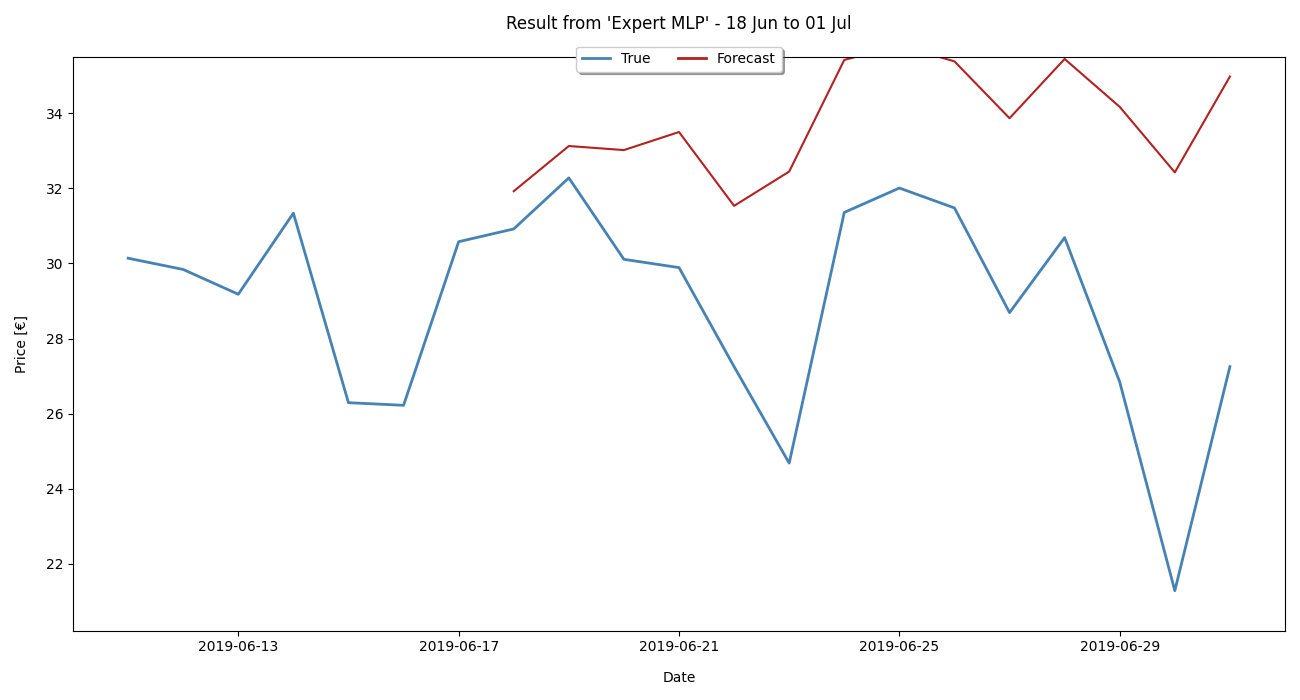 Result from 'Expert MLP' - 18 Jun to 01 Jul
True
Forecast
34
32
30
28
26
24
22
Price [€]
2019-06-13
2019-06-17
2019-06-21
2019-06-25
2019-06-29
Date